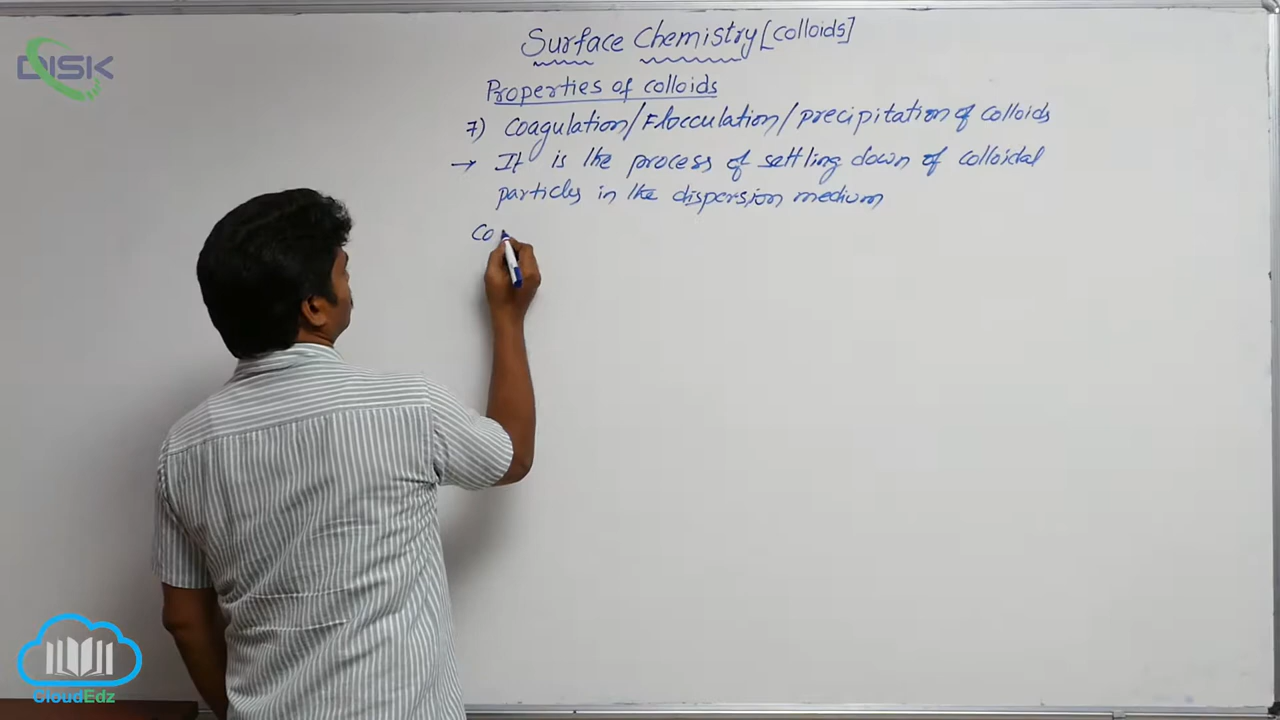 DISK
Surface Chemistry [colloids]
Properties of colloids
7) Coagulation/Flocculation/precipitation of colloids
→ It is the process of settling down of colloidal
particles in the dispersion medium
Co
CloudEdz